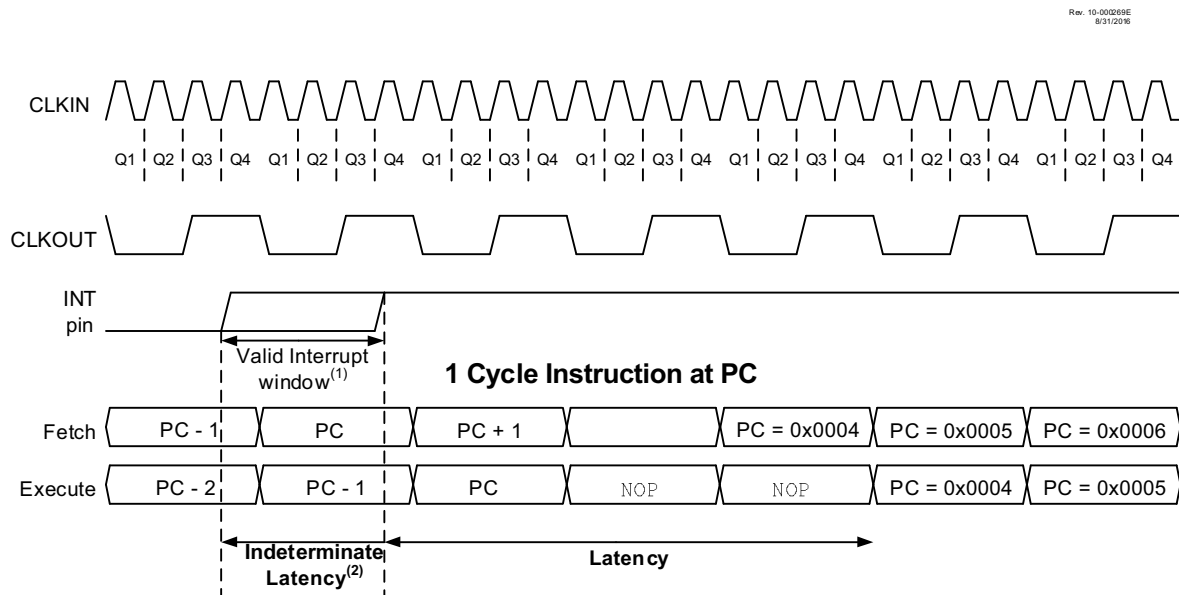 Rev. 10-000269E
8/31/2016
CLKIN
Q1 Q2 Q3 Q4 Q1 Q2 Q3 Q4 Q1 Q2 Q3 Q4 Q1 Q2 Q3 Q4 Q1 Q2 Q3 Q4 Q1 Q2 Q3 Q4 Q1 Q2 Q3 Q4
CLKOUT
INT
pin
Valid Interrupt
window(1)
1 Cycle Instruction at PC
Fetch PC - 1 PC PC + 1 PC = 0x0004 PC = 0x0005 PC = 0x0006
Execute PC - 2 PC - 1 PC NOP NOP PC = 0x0004 PC = 0x0005
Indeterminate
Latency(2)
Latency